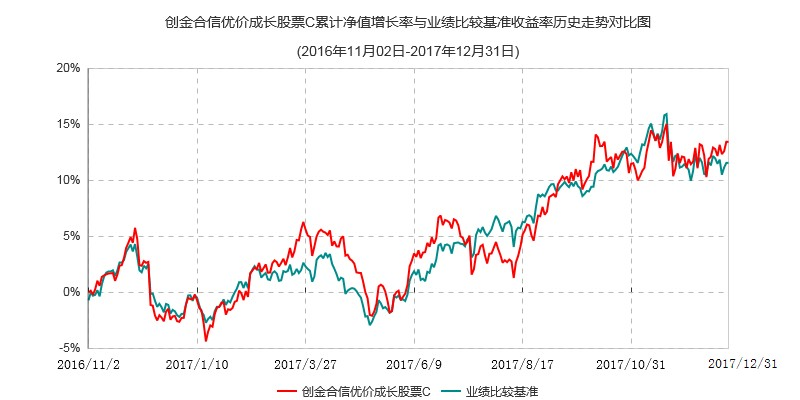 创金合信优价成长股票C累计净值增长率与业绩比较基准收益率历史走势对比图
(2016年11月02日-2017年12月31日)
20%
15%
10%
5%
0%
-5%
2016/11/2 2017/1/10 2017/3/27 2017/6/9 2017/8/17 2017/10/31 2017/12/31
创金合信优价成长股票C 业绩比较基准